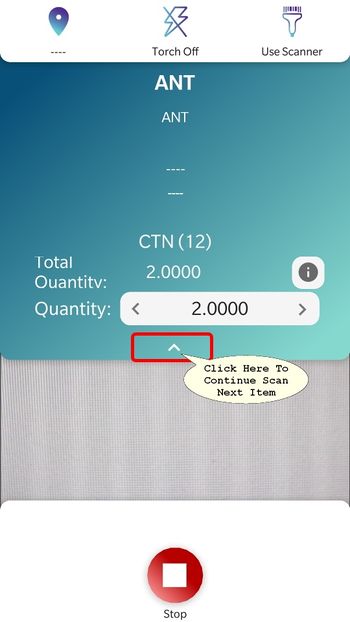 ----
Torch Off
Use Scanner
ANT
ANT
----
----
CTN (12)
Total
Quantity:
2.0000
Quantity:
2.0000
Click Here To
Continue Scan
Next Item
Stop